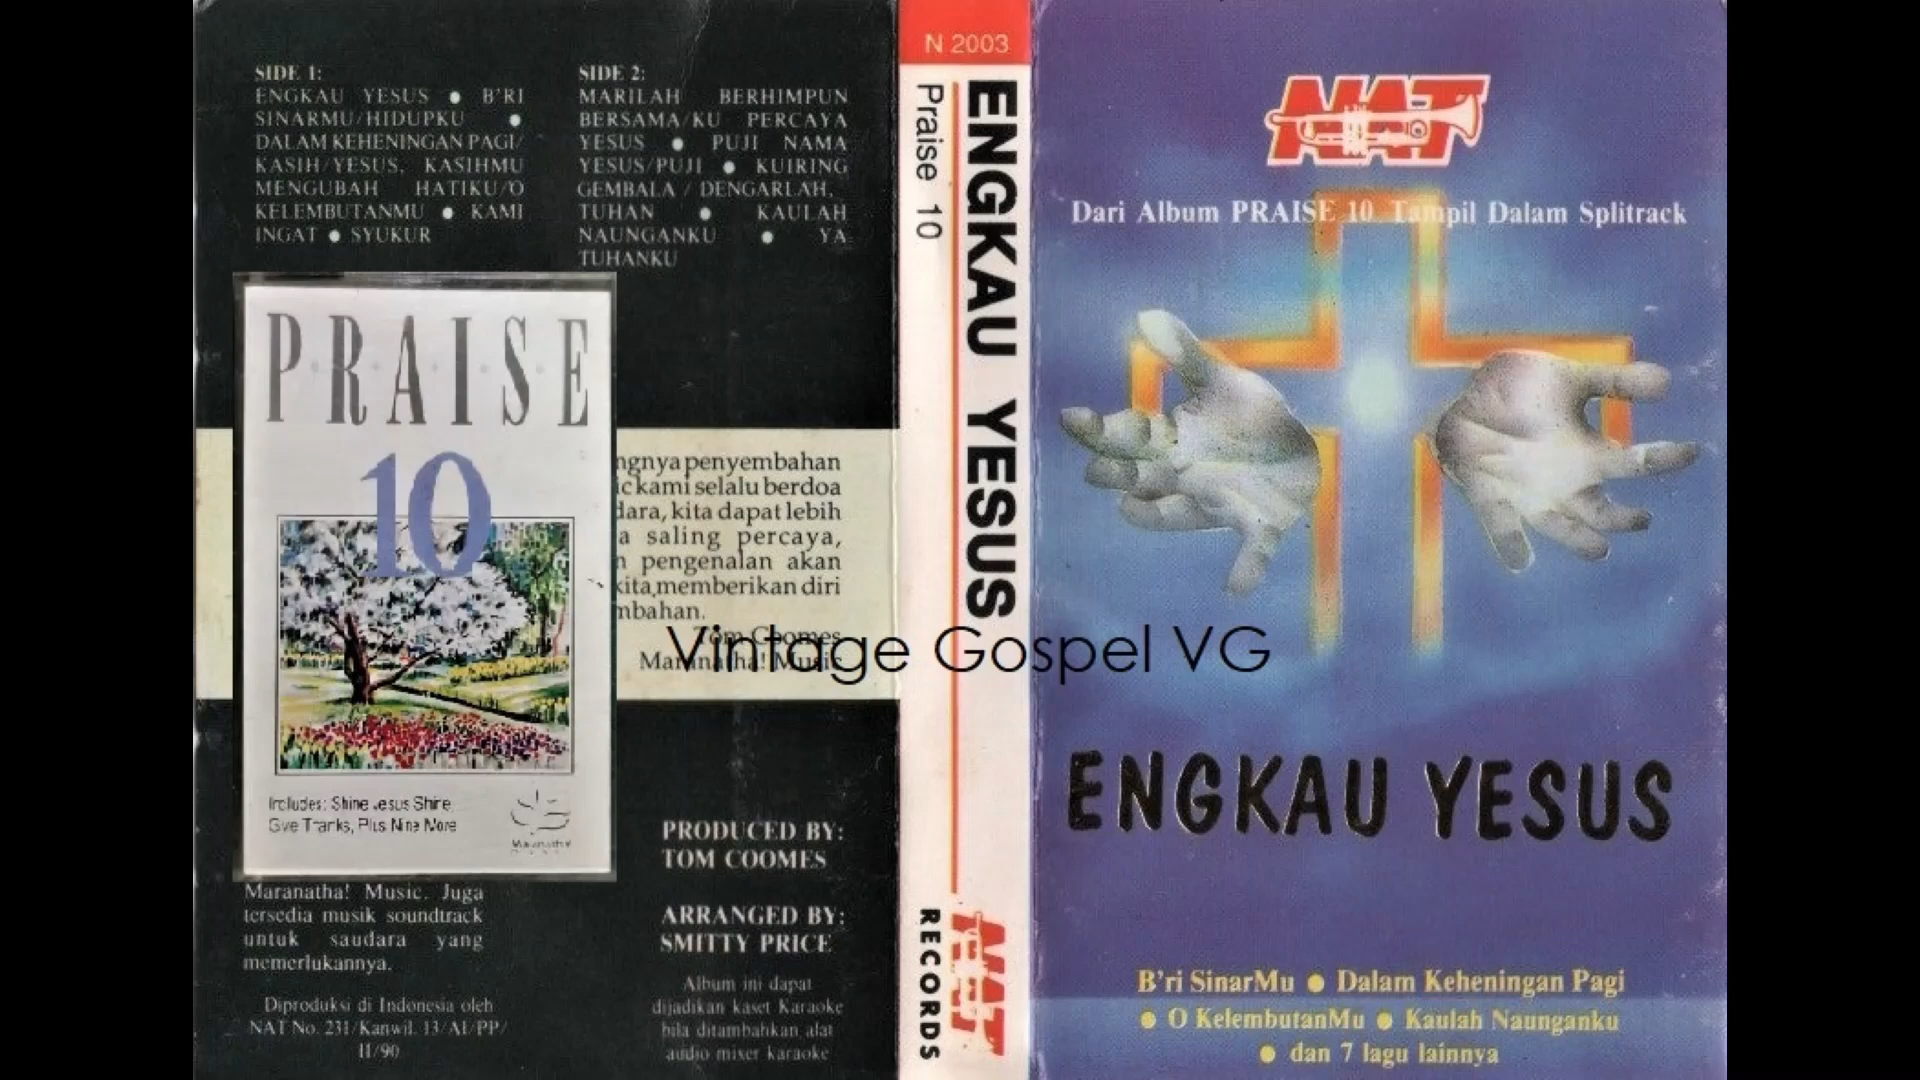 SIDE 1:
ENGKAU YESUS ● B'RI
SINARMU/HIDUPKU ●
DALAM KEHENINGAN PAGI/
KASIH/YESUS, KASIHMU
MENGUBAH HATIKU/O
KELEMBUTANMU ● KAMI
INGAT ● SYUKUR
SIDE 2:
MARILAH BERHIMPUN
BERSAMA/KU PERCAYA
YESUS ● PUJI NAMA
YESUS/PUJI ● KUIRING
GEMBALA / DENGARLAH,
TUHAN ● KAULAH
NAUNGANKU ● YA
TUHANKU
PRAISE
10
Includes: Shine Jesus Shine,
Give Thanks, Plus Nine More
penyembahan
kami selalu berdoa
kita dapat lebih
saling percaya,
pengenalan akan
kita, memberikan diri
Tom Coomes
Maranatha! Music
Vintage Gospel VG
Maranatha! Music. Juga
tersedia musik soundtrack
untuk saudara yang
memerlukannya.
Diproduksi di Indonesia oleh
NAT No. 231/Kanwil. 13/AI/PP/
II/90
PRODUCED BY:
TOM COOMES
ARRANGED BY:
SMITTY PRICE
Album ini dapat
dijadikan kaset Karaoke
bila ditambahkan alat
audio mixer karaoke
N 2003
ENGKAU YESUS
Praise 10
NAT
RECORDS
NAT
Dari Album PRAISE 10 Tampil Dalam Splitrack
ENGKAU YESUS
B'ri SinarMu ● Dalam Keheningan Pagi
● O KelembutanMu ● Kaulah Naunganku
● dan 7 lagu lainnya